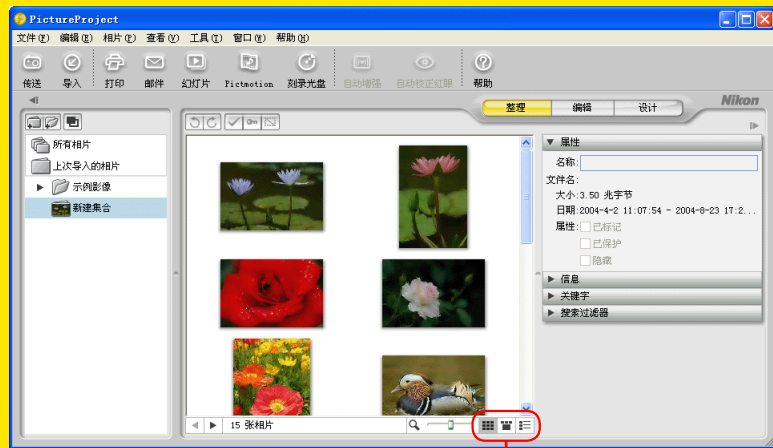 PictureProject
文件(F) 编辑(E) 相片(P) 查看(V) 工具(T) 窗口(W) 帮助(H)
传送 导入 打印 邮件 幻灯片 Pictmotion 刻录光盘 自动增强 自动校正红眼 帮助
整理 编辑 设计 Nikon
所有相片
上次导入的相片
示例影像
新建集合
15 张相片
属性
名称:
文件名:
大小:3.50 兆字节
日期:2004-4-2 11:07:54 - 2004-8-23 17:2...
属性: 已标记
已保护
隐藏
信息
关键字
搜索过滤器